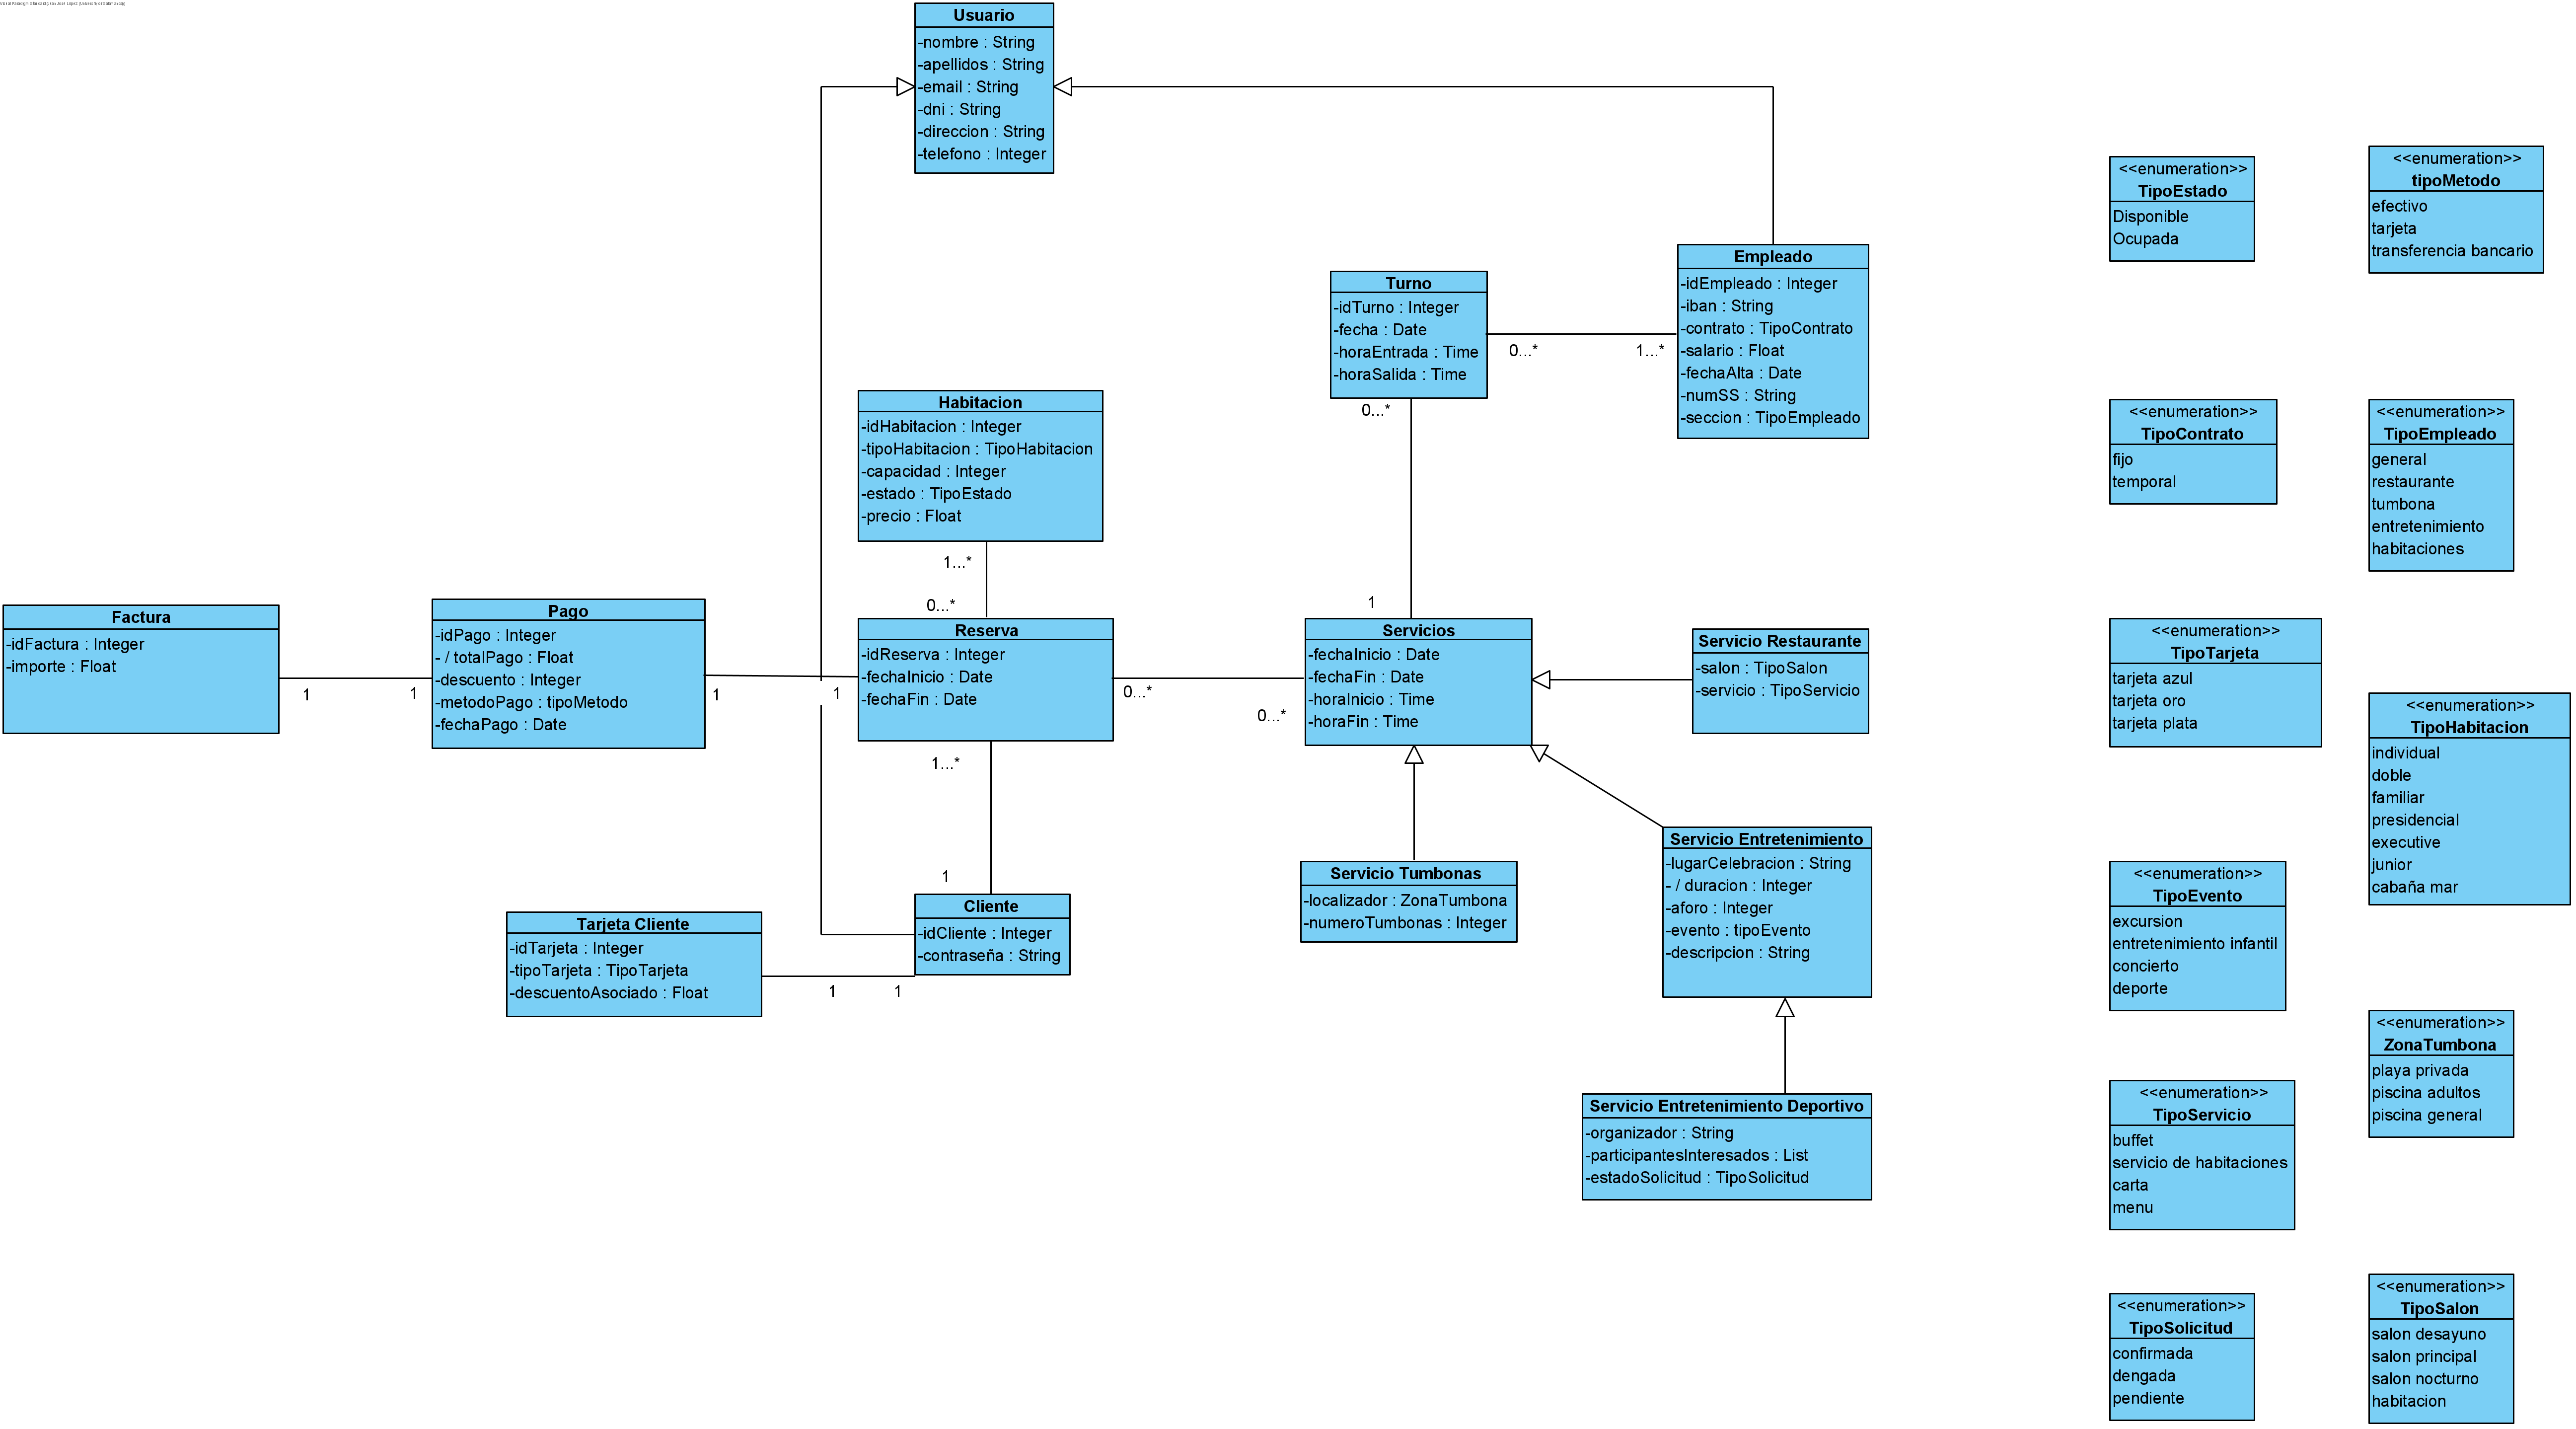 Usuario
-nombre : String
-apellidos : String
-email : String
-dni : String
-direccion : String
-telefono : Integer
Empleado
-idEmpleado : Integer
-iban : String
-contrato : TipoContrato
-salario : Float
-fechaAlta : Date
-numSS : String
-seccion : TipoEmpleado
Turno
-idTurno : Integer
-fecha : Date
-horaEntrada : Time
-horaSalida : Time
0...*
1...*
0...*
1
Habitacion
-idHabitacion : Integer
-tipoHabitacion : TipoHabitacion
-capacidad : Integer
-estado : TipoEstado
-precio : Float
1...*
0...*
Factura
-idFactura : Integer
-importe : Float
1
1
Pago
-idPago : Integer
- / totalPago : Float
-descuento : Integer
-metodoPago : tipoMetodo
-fechaPago : Date
1
1
Reserva
-idReserva : Integer
-fechaInicio : Date
-fechaFin : Date
0...*
0...*
1...*
1
Servicios
-fechaInicio : Date
-fechaFin : Date
-horaInicio : Time
-horaFin : Time
Servicio Restaurante
-salon : TipoSalon
-servicio : TipoServicio
Tarjeta Cliente
-idTarjeta : Integer
-tipoTarjeta : TipoTarjeta
-descuentoAsociado : Float
1
1
Cliente
-idCliente : Integer
-contraseña : String
Servicio Tumbonas
-localizador : ZonaTumbona
-numeroTumbonas : Integer
Servicio Entretenimiento
-lugarCelebracion : String
- / duracion : Integer
-aforo : Integer
-evento : tipoEvento
-descripcion : String
Servicio Entretenimiento Deportivo
-organizador : String
-participantesInteresados : List
-estadoSolicitud : TipoSolicitud
<<enumeration>>
TipoEstado
Disponible
Ocupada
<<enumeration>>
tipoMetodo
efectivo
tarjeta
transferencia bancario
<<enumeration>>
TipoContrato
fijo
temporal
<<enumeration>>
TipoEmpleado
general
restaurante
tumbona
entretenimiento
habitaciones
<<enumeration>>
TipoTarjeta
tarjeta azul
tarjeta oro
tarjeta plata
<<enumeration>>
TipoHabitacion
individual
doble
familiar
presidencial
executive
junior
cabaña mar
<<enumeration>>
TipoEvento
excursion
entretenimiento infantil
concierto
deporte
<<enumeration>>
ZonaTumbona
playa privada
piscina adultos
piscina general
<<enumeration>>
TipoServicio
buffet
servicio de habitaciones
carta
menu
<<enumeration>>
TipoSolicitud
confirmada
dengada
pendiente
<<enumeration>>
TipoSalon
salon desayuno
salon principal
salon nocturno
habitacion